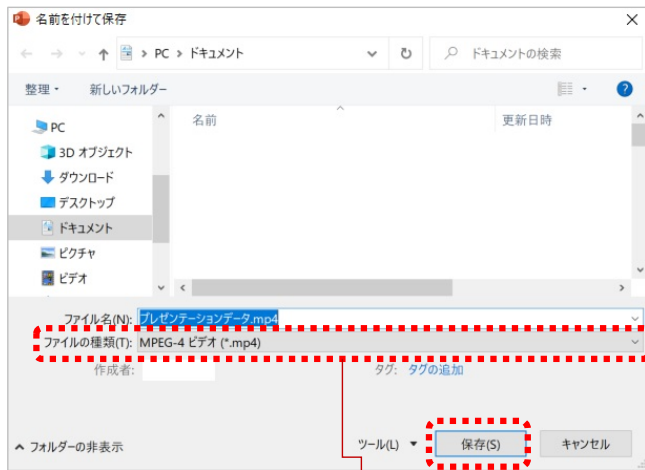 名前を付けて保存
PC > ドキュメント
ドキュメントの検索
整理
新しいフォルダー
名前
更新日時
PC
3D オブジェクト
ダウンロード
デスクトップ
ドキュメント
ピクチャ
ビデオ
ファイル名(N): プレゼンテーションデータ.mp4
ファイルの種類(T): MPEG-4 ビデオ (*.mp4)
作成者:
タグ: タグの追加
フォルダーの非表示
ツール(L)
保存(S)
キャンセル